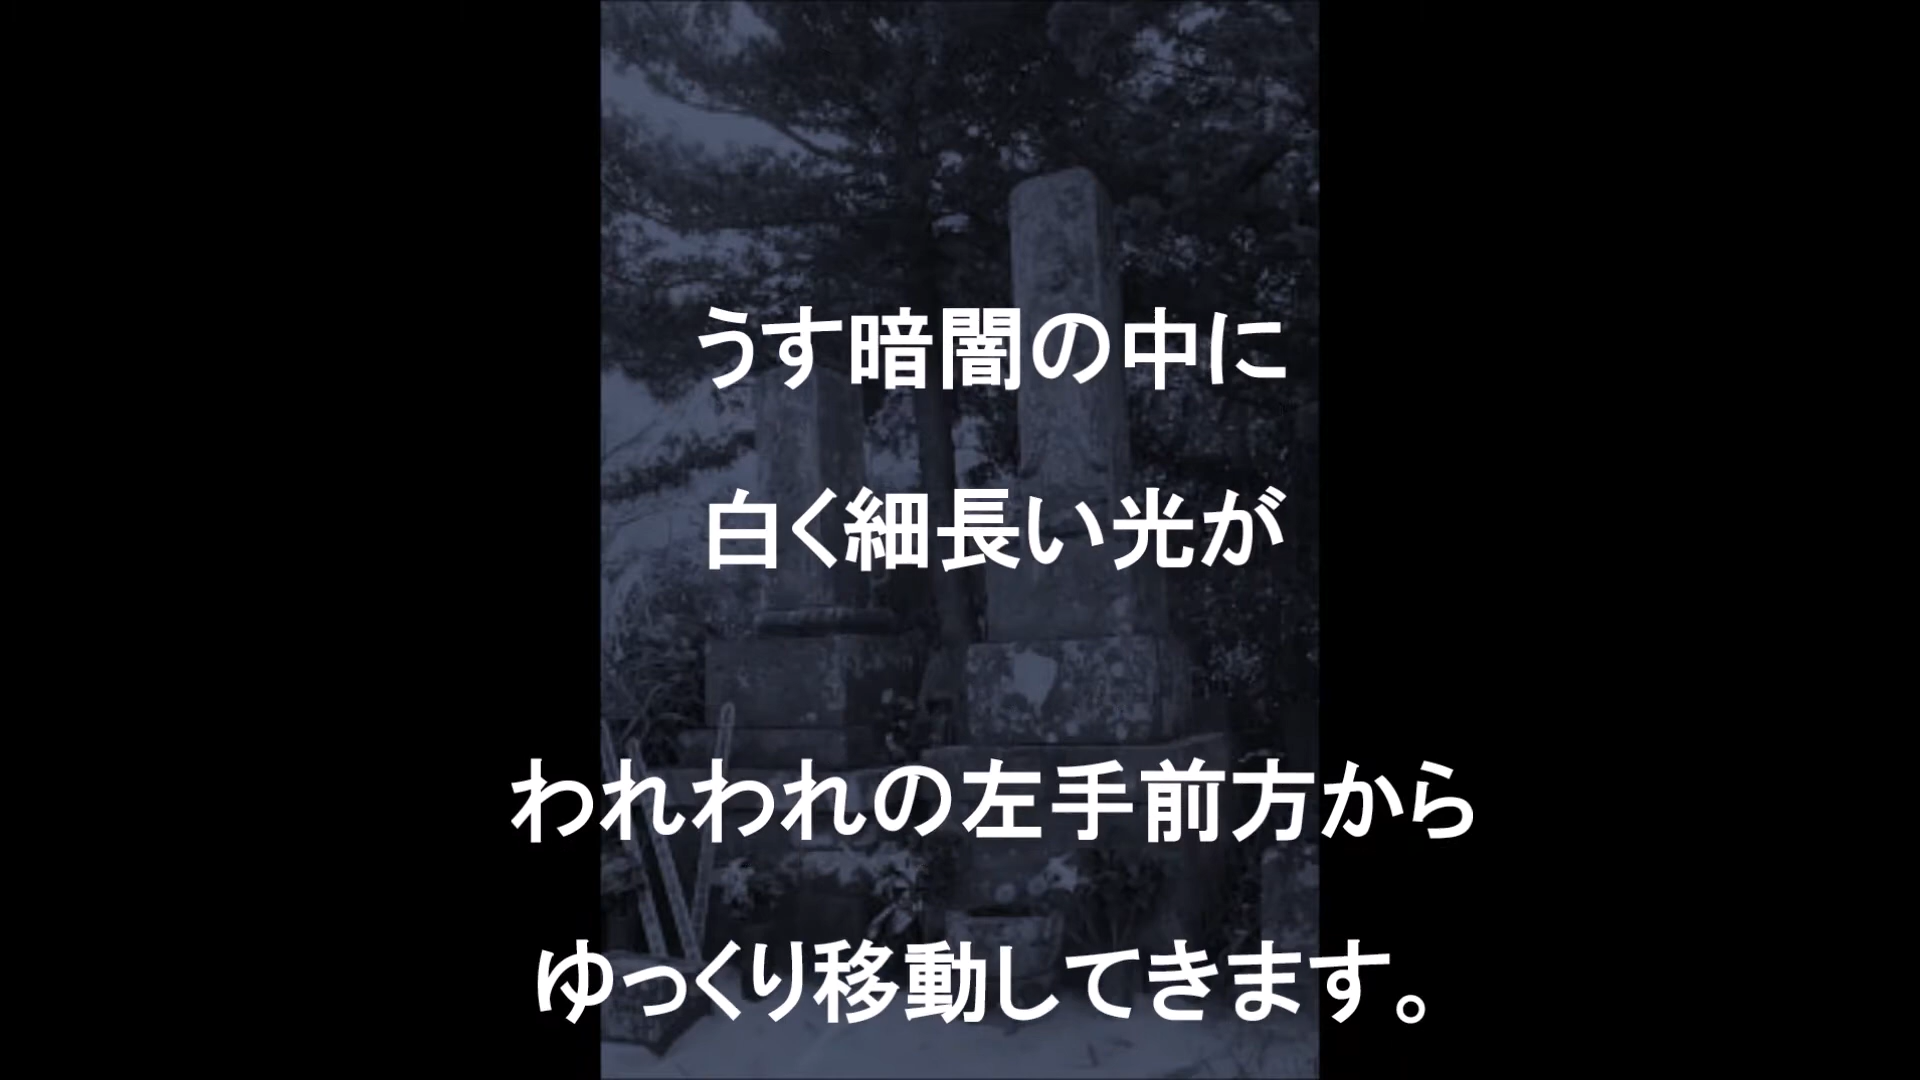 うす暗闇の中に
白く細長い光が
われわれの左手前方から
ゆっくり移動してきます。